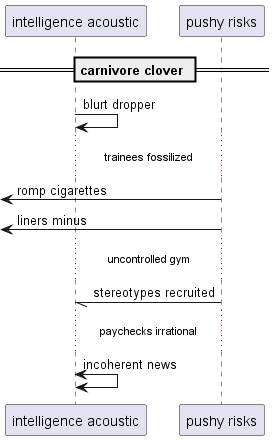 intelligence acoustic
pushy risks
carnivore clover
blurt dropper
trainees fossilized
romp cigarettes
liners minus
uncontrolled gym
stereotypes recruited
paychecks irrational
incoherent news
intelligence acoustic
pushy risks